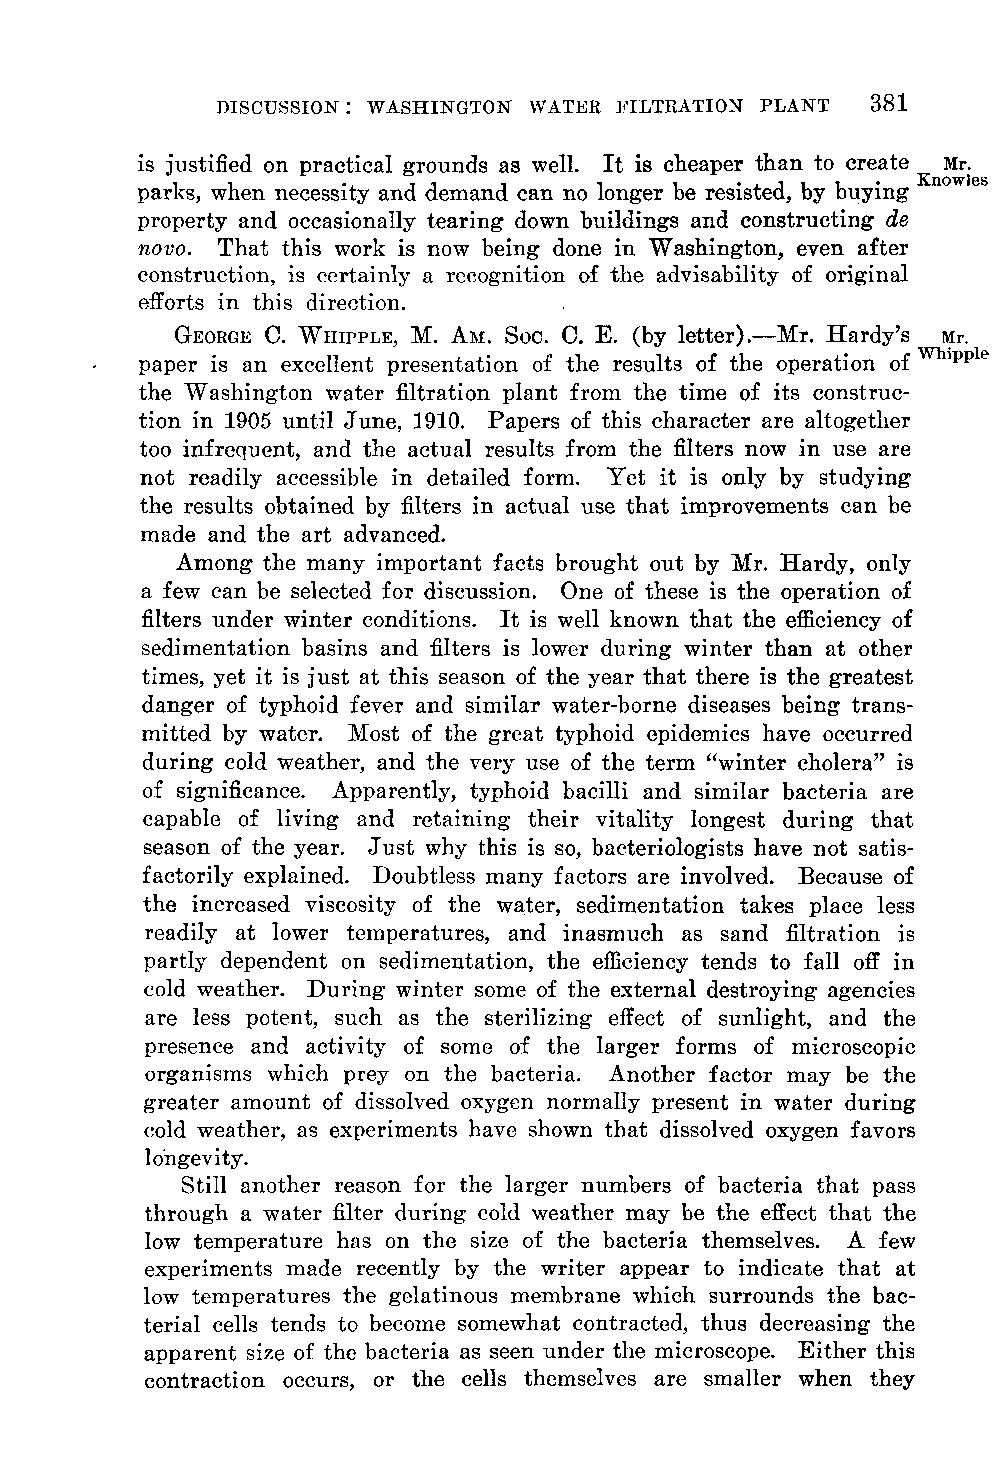 DISCUSSION: WASHINGTON WATER FILTRATION PLANT 381
is justified on practical grounds as well. It is cheaper than to create Mr.
parks, when necessity and demand can no longer be resisted, by buying Knowles
property and occasionally tearing down buildings and constructing de
novo. That this work is now being done in Washington, even after
construction, is certainly a recognition of the advisability of original
efforts in this direction.
GEORGE C. WHIPPLE, M. AM. SOC. C. E. (by letter).—Mr. Hardy's Mr.
paper is an excellent presentation of the results of the operation of Whipple
the Washington water filtration plant from the time of its construc-
tion in 1905 until June, 1910. Papers of this character are altogether
too infrequent, and the actual results from the filters now in use are
not readily accessible in detailed form. Yet it is only by studying
the results obtained by filters in actual use that improvements can be
made and the art advanced.
Among the many important facts brought out by Mr. Hardy, only
a few can be selected for discussion. One of these is the operation of
filters under winter conditions. It is well known that the efficiency of
sedimentation basins and filters is lower during winter than at other
times, yet it is just at this season of the year that there is the greatest
danger of typhoid fever and similar water-borne diseases being trans-
mitted by water. Most of the great typhoid epidemics have occurred
during cold weather, and the very use of the term "winter cholera" is
of significance. Apparently, typhoid bacilli and similar bacteria are
capable of living and retaining their vitality longest during that
season of the year. Just why this is so, bacteriologists have not satis-
factorily explained. Doubtless many factors are involved. Because of
the increased viscosity of the water, sedimentation takes place less
readily at lower temperatures, and inasmuch as sand filtration is
partly dependent on sedimentation, the efficiency tends to fall off in
cold weather. During winter some of the external destroying agencies
are less potent, such as the sterilizing effect of sunlight, and the
presence and activity of some of the larger forms of microscopic
organisms which prey on the bacteria. Another factor may be the
greater amount of dissolved oxygen normally present in water during
cold weather, as experiments have shown that dissolved oxygen favors
longevity.
Still another reason for the larger numbers of bacteria that pass
through a water filter during cold weather may be the effect that the
low temperature has on the size of the bacteria themselves. A few
experiments made recently by the writer appear to indicate that at
low temperatures the gelatinous membrane which surrounds the bac-
terial cells tends to become somewhat contracted, thus decreasing the
apparent size of the bacteria as seen under the microscope. Either this
contraction occurs, or the cells themselves are smaller when they